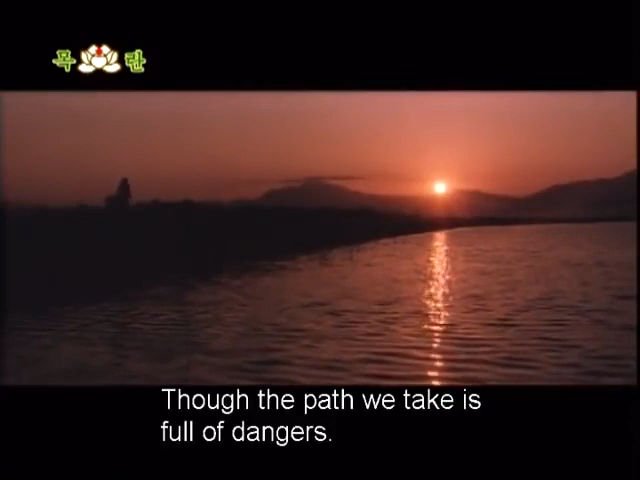 목란
Though the path we take is
full of dangers.